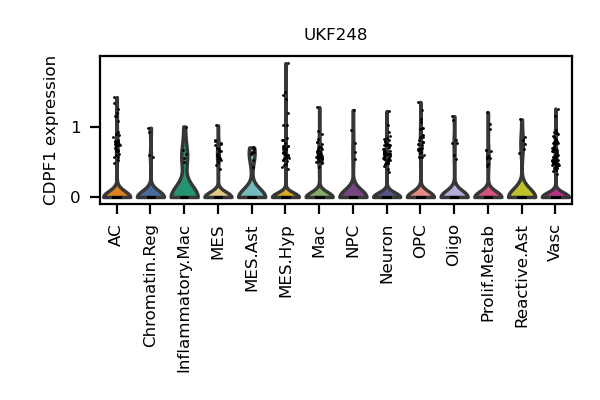 UKF248
CDPF1 expression
1
0
AC
Chromatin.Reg
Inflammatory.Mac
MES
MES.Ast
MES.Hyp
Mac
NPC
Neuron
OPC
Oligo
Prolif.Metab
Reactive.Ast
Vasc